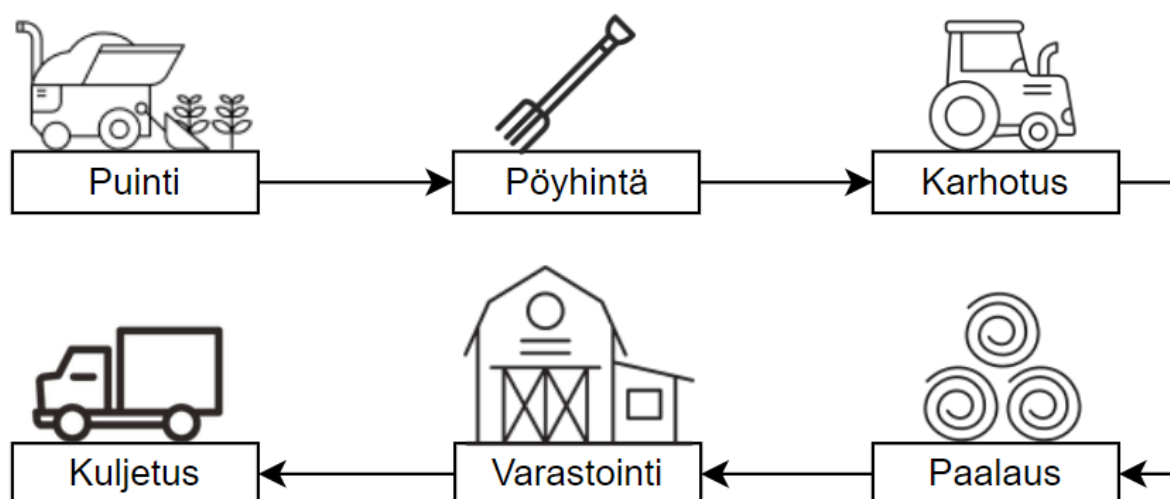 Puinti
Pöyhintä
Karhotus
Paalaus
Varastointi
Kuljetus